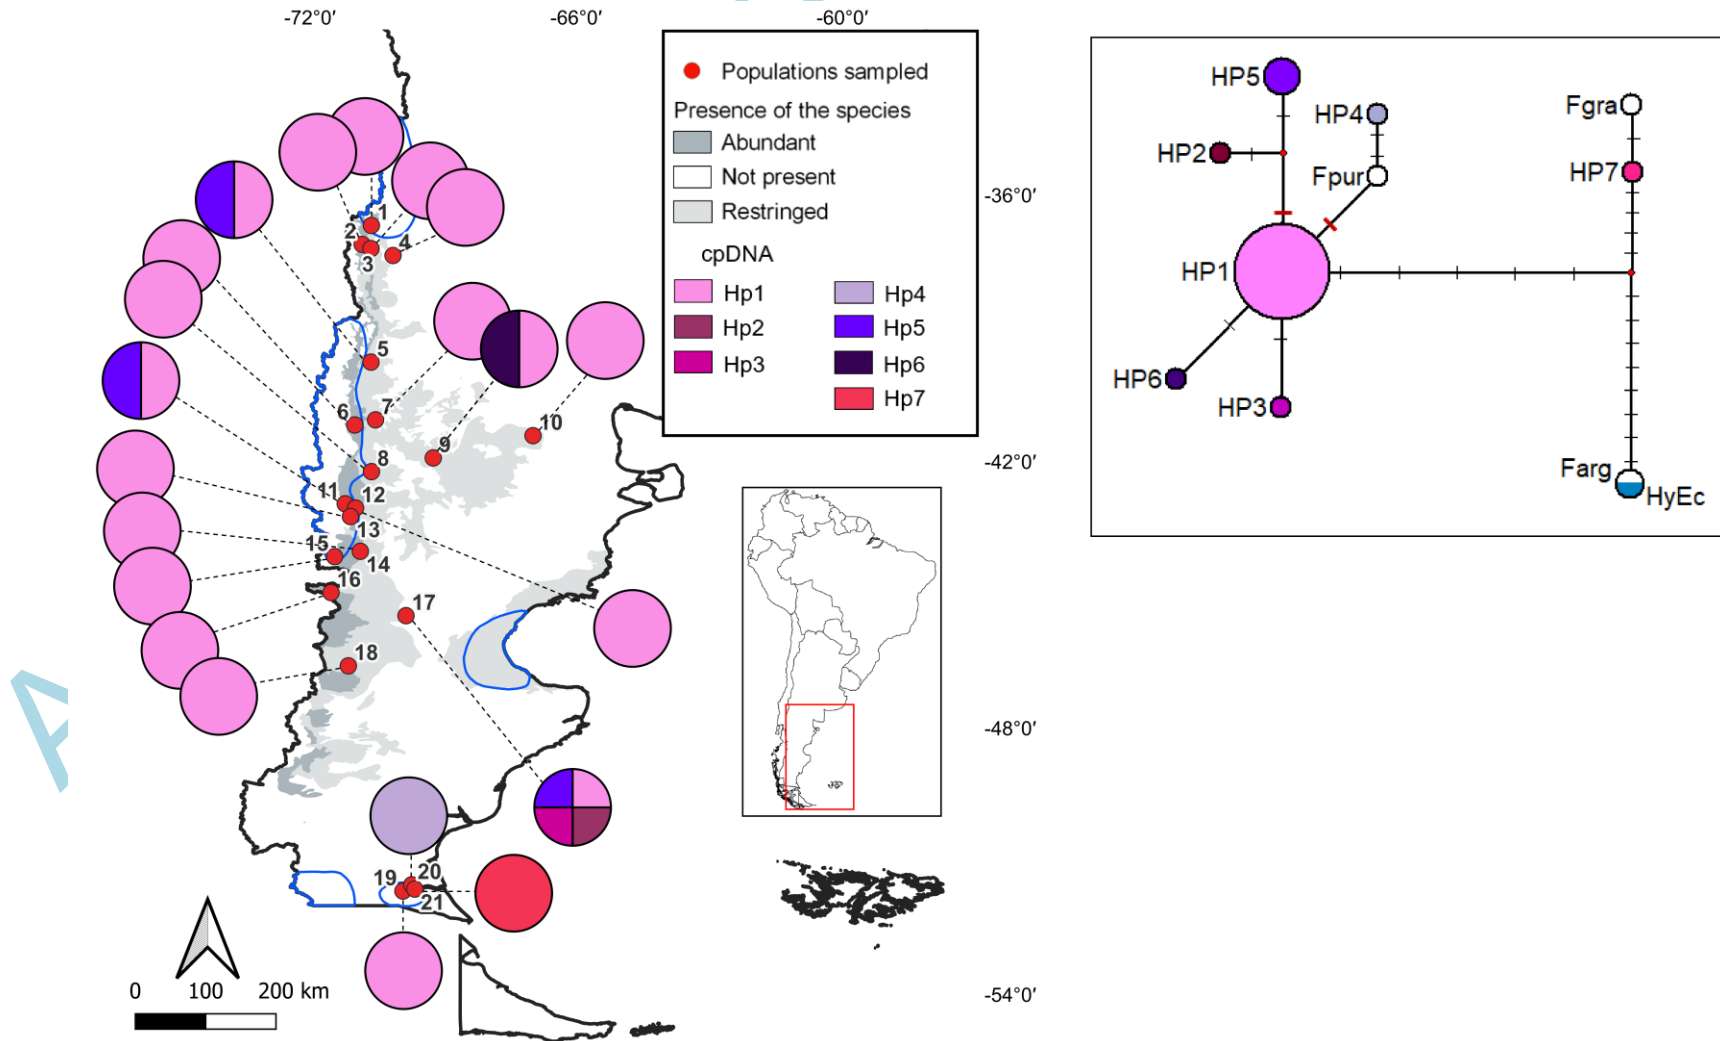 -72°0′ -66°0′ -60°0′
-36°0′
-42°0′
-48°0′
-54°0′
Populations sampled
Presence of the species
Abundant
Not present
Restringed
cpDNA
Hp1
Hp2
Hp3
Hp4
Hp5
Hp6
Hp7
1
2
3
4
5
6
7
8
9
10
11
12
13
14
15
16
17
18
19
20
21
0 100 200 km
A
HP5
HP4
HP2
Fpur
Fgra
HP7
HP1
HP6
HP3
Farg
HyEc